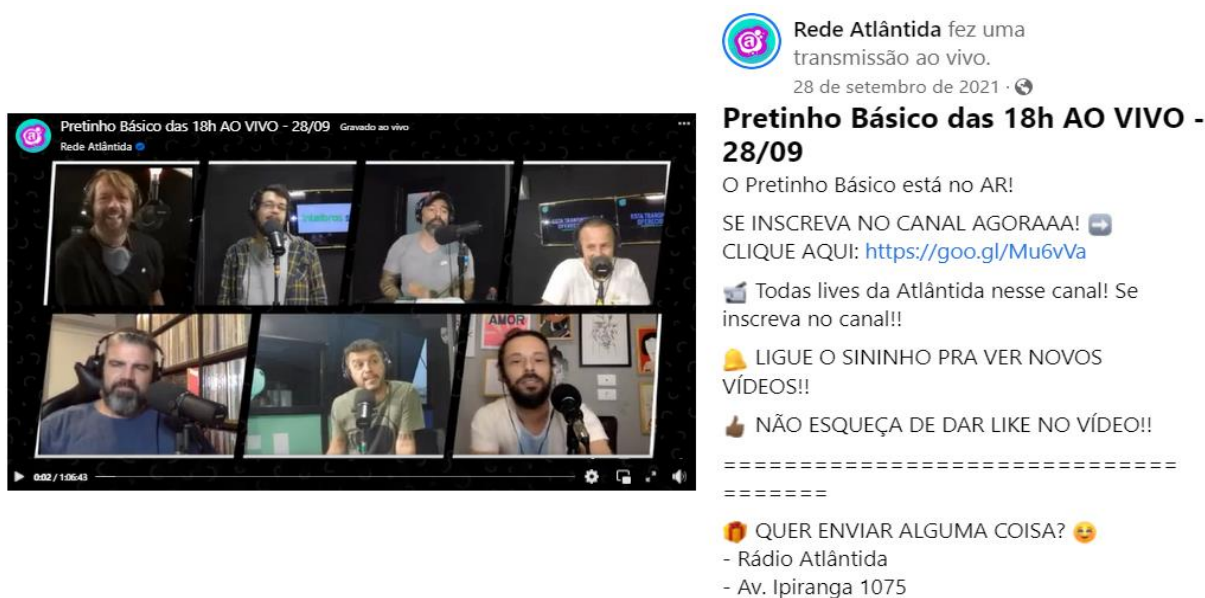 Pretinho Básico das 18h AO VIVO - 28/09 Gravado ao vivo
Rede Atlântida
AMOR
0:02 / 1:06:43
Rede Atlântida fez uma
transmissão ao vivo.
28 de setembro de 2021 ·
Pretinho Básico das 18h AO VIVO -
28/09
O Pretinho Básico está no AR!
SE INSCREVA NO CANAL AGORAAA! ➡️
CLIQUE AQUI: https://goo.gl/Mu6vVa
📹 Todas lives da Atlântida nesse canal! Se
inscreva no canal!!
🔔 LIGUE O SININHO PRA VER NOVOS
VÍDEOS!!
👍🏾 NÃO ESQUEÇA DE DAR LIKE NO VÍDEO!!
==============================
=======
🎁 QUER ENVIAR ALGUMA COISA? ☺️
- Rádio Atlântida
- Av. Ipiranga 1075